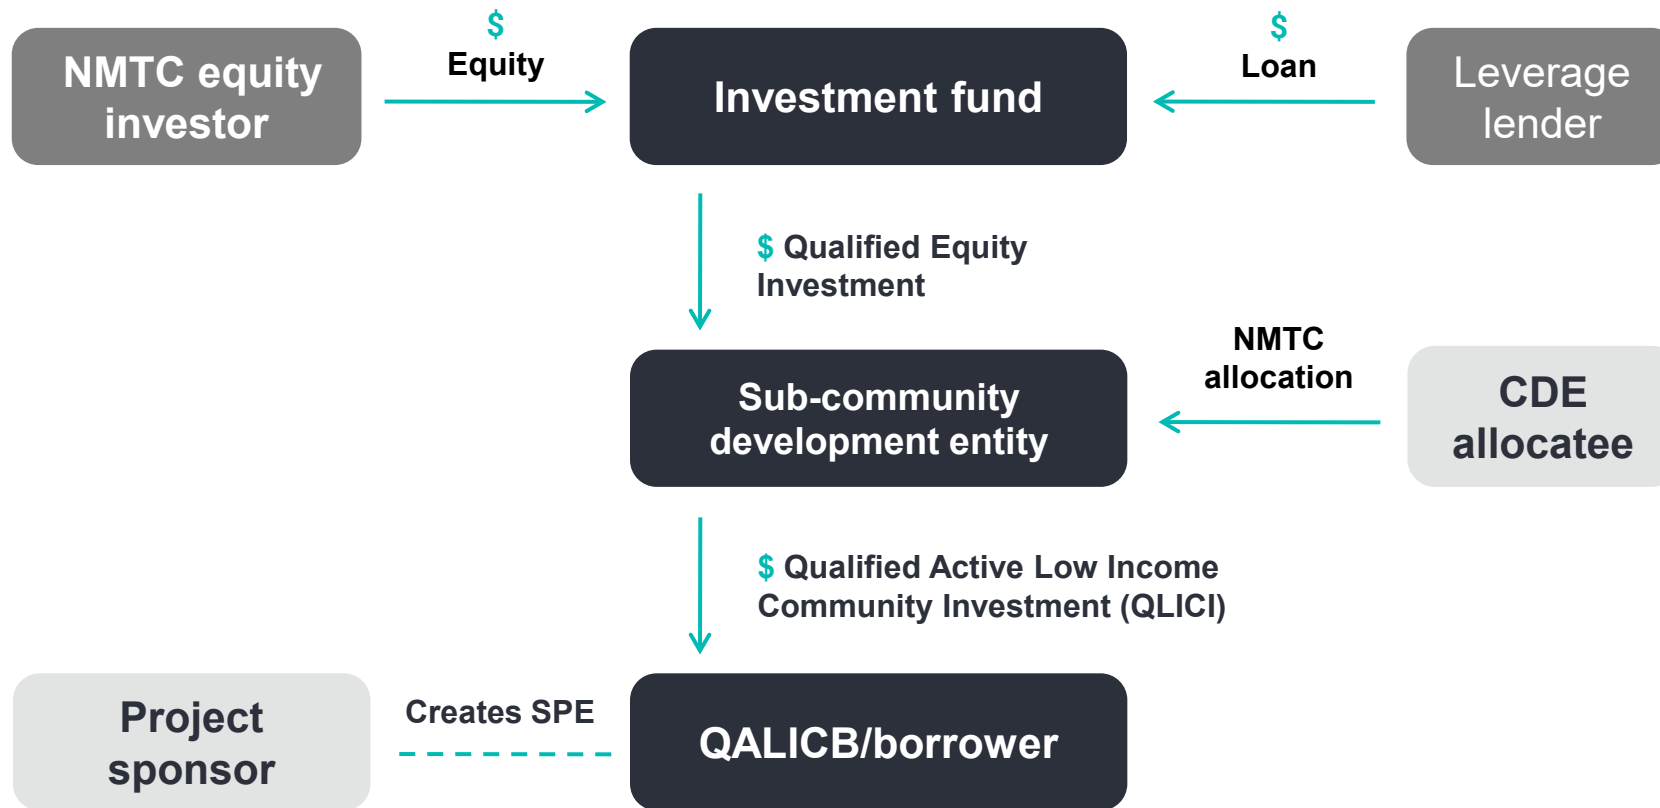 NMTC equity
investor
$
Equity
Investment fund
$
Loan
Leverage
lender
$ Qualified Equity
Investment
Sub-community
development entity
NMTC
allocation
CDE
allocatee
$ Qualified Active Low Income
Community Investment (QLICI)
Project
sponsor
Creates SPE
QALICB/borrower